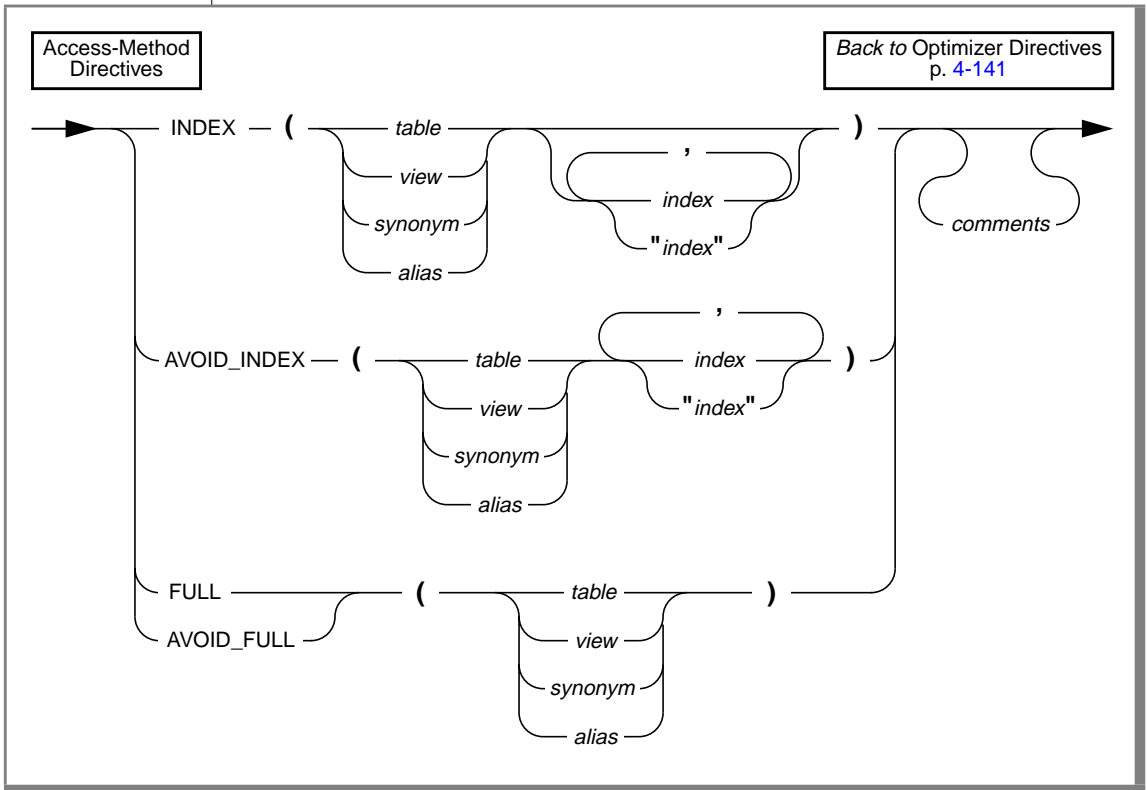 Access-Method
Directives
Back to Optimizer Directives
p. 4-141
INDEX ( table )
,
view
index
synonym
"index"
comments
alias
,
AVOID_INDEX ( table index )
view
"index"
synonym
alias
FULL ( table )
AVOID_FULL
view
synonym
alias